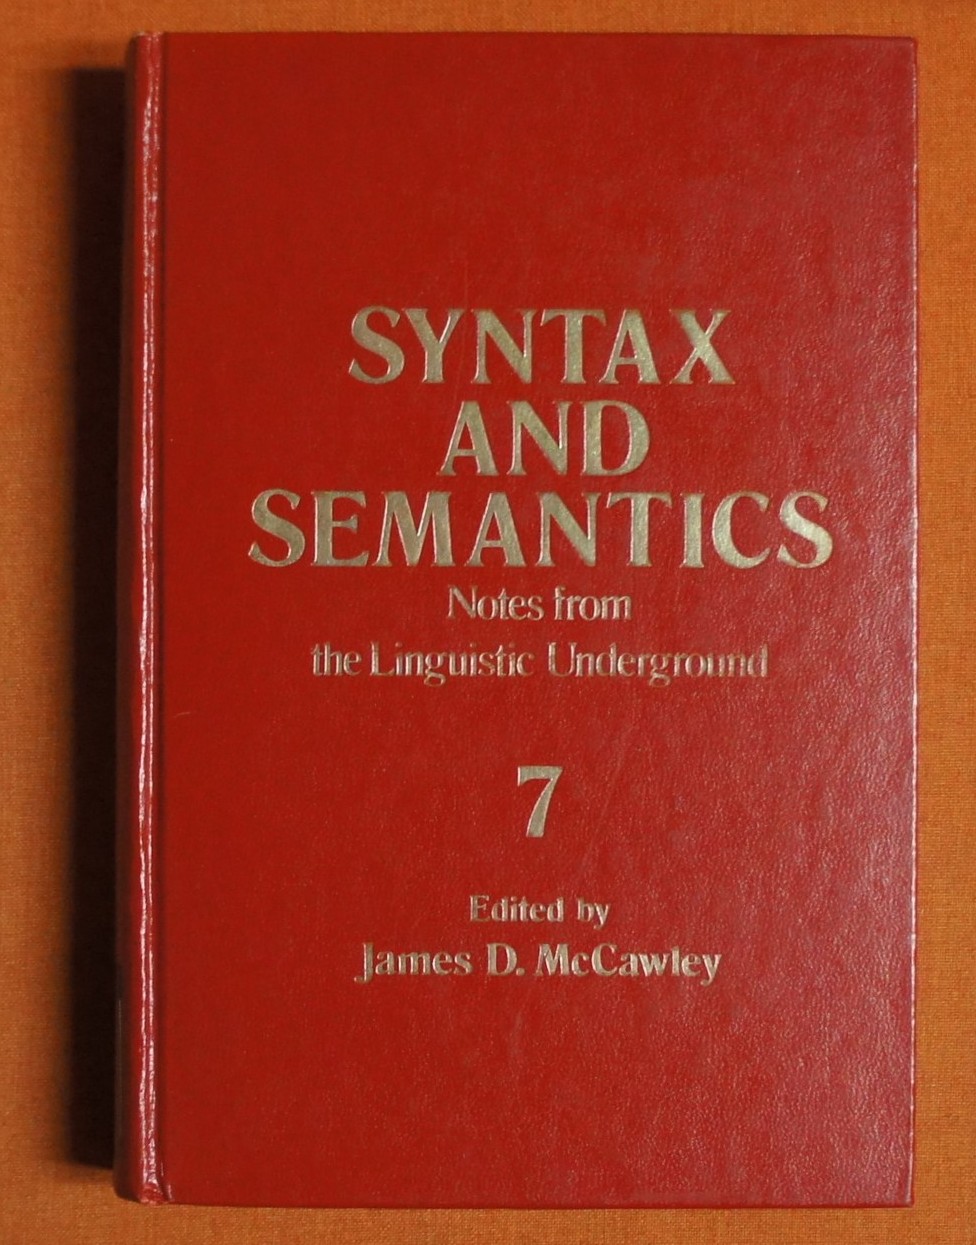 SYNTAX
AND
SEMANTICS
Notes from
the Linguistic Underground
7
Edited by
James D. McCawley